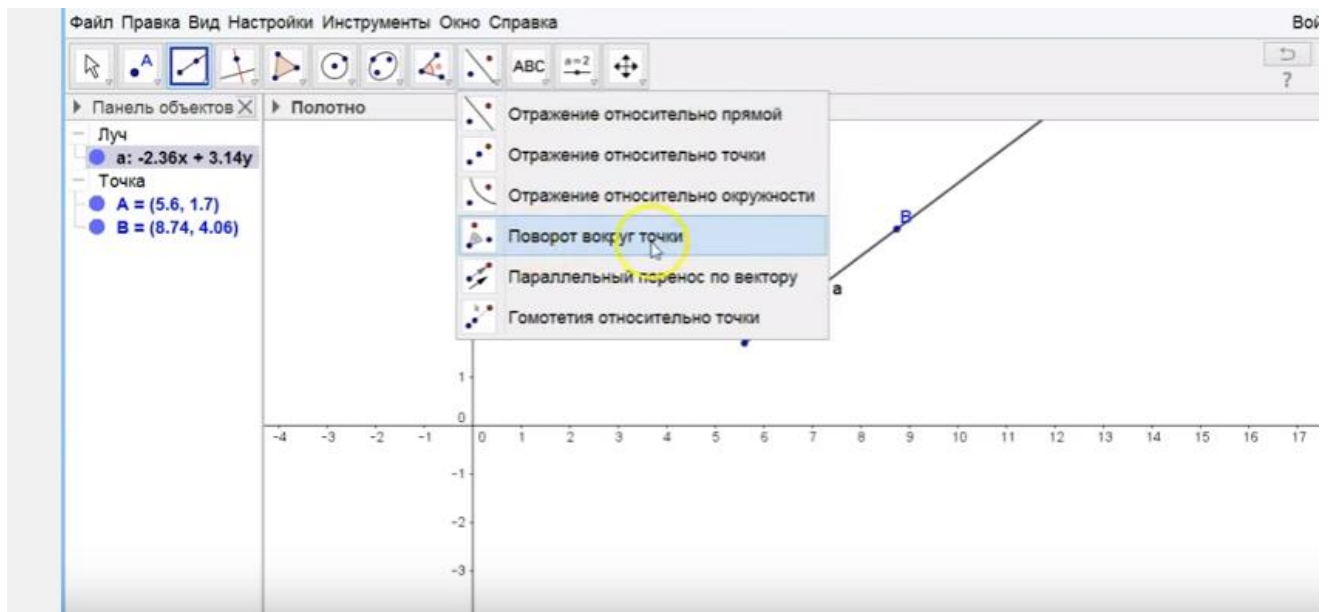 Файл Правка Вид Настройки Инструменты Окно Справка Вой
A ABC a=2 ?
Панель объектов Полотно
Луч
a: -2.36x + 3.14y
Точка
A = (5.6, 1.7)
B = (8.74, 4.06)
Отражение относительно прямой
Отражение относительно точки
Отражение относительно окружности
Поворот вокруг точки
Параллельный перенос по вектору
Гомотетия относительно точки
B
a
1
0
-4 -3 -2 -1 0 1 2 3 4 5 6 7 8 9 10 11 12 13 14 15 16 17
-1
-2
-3